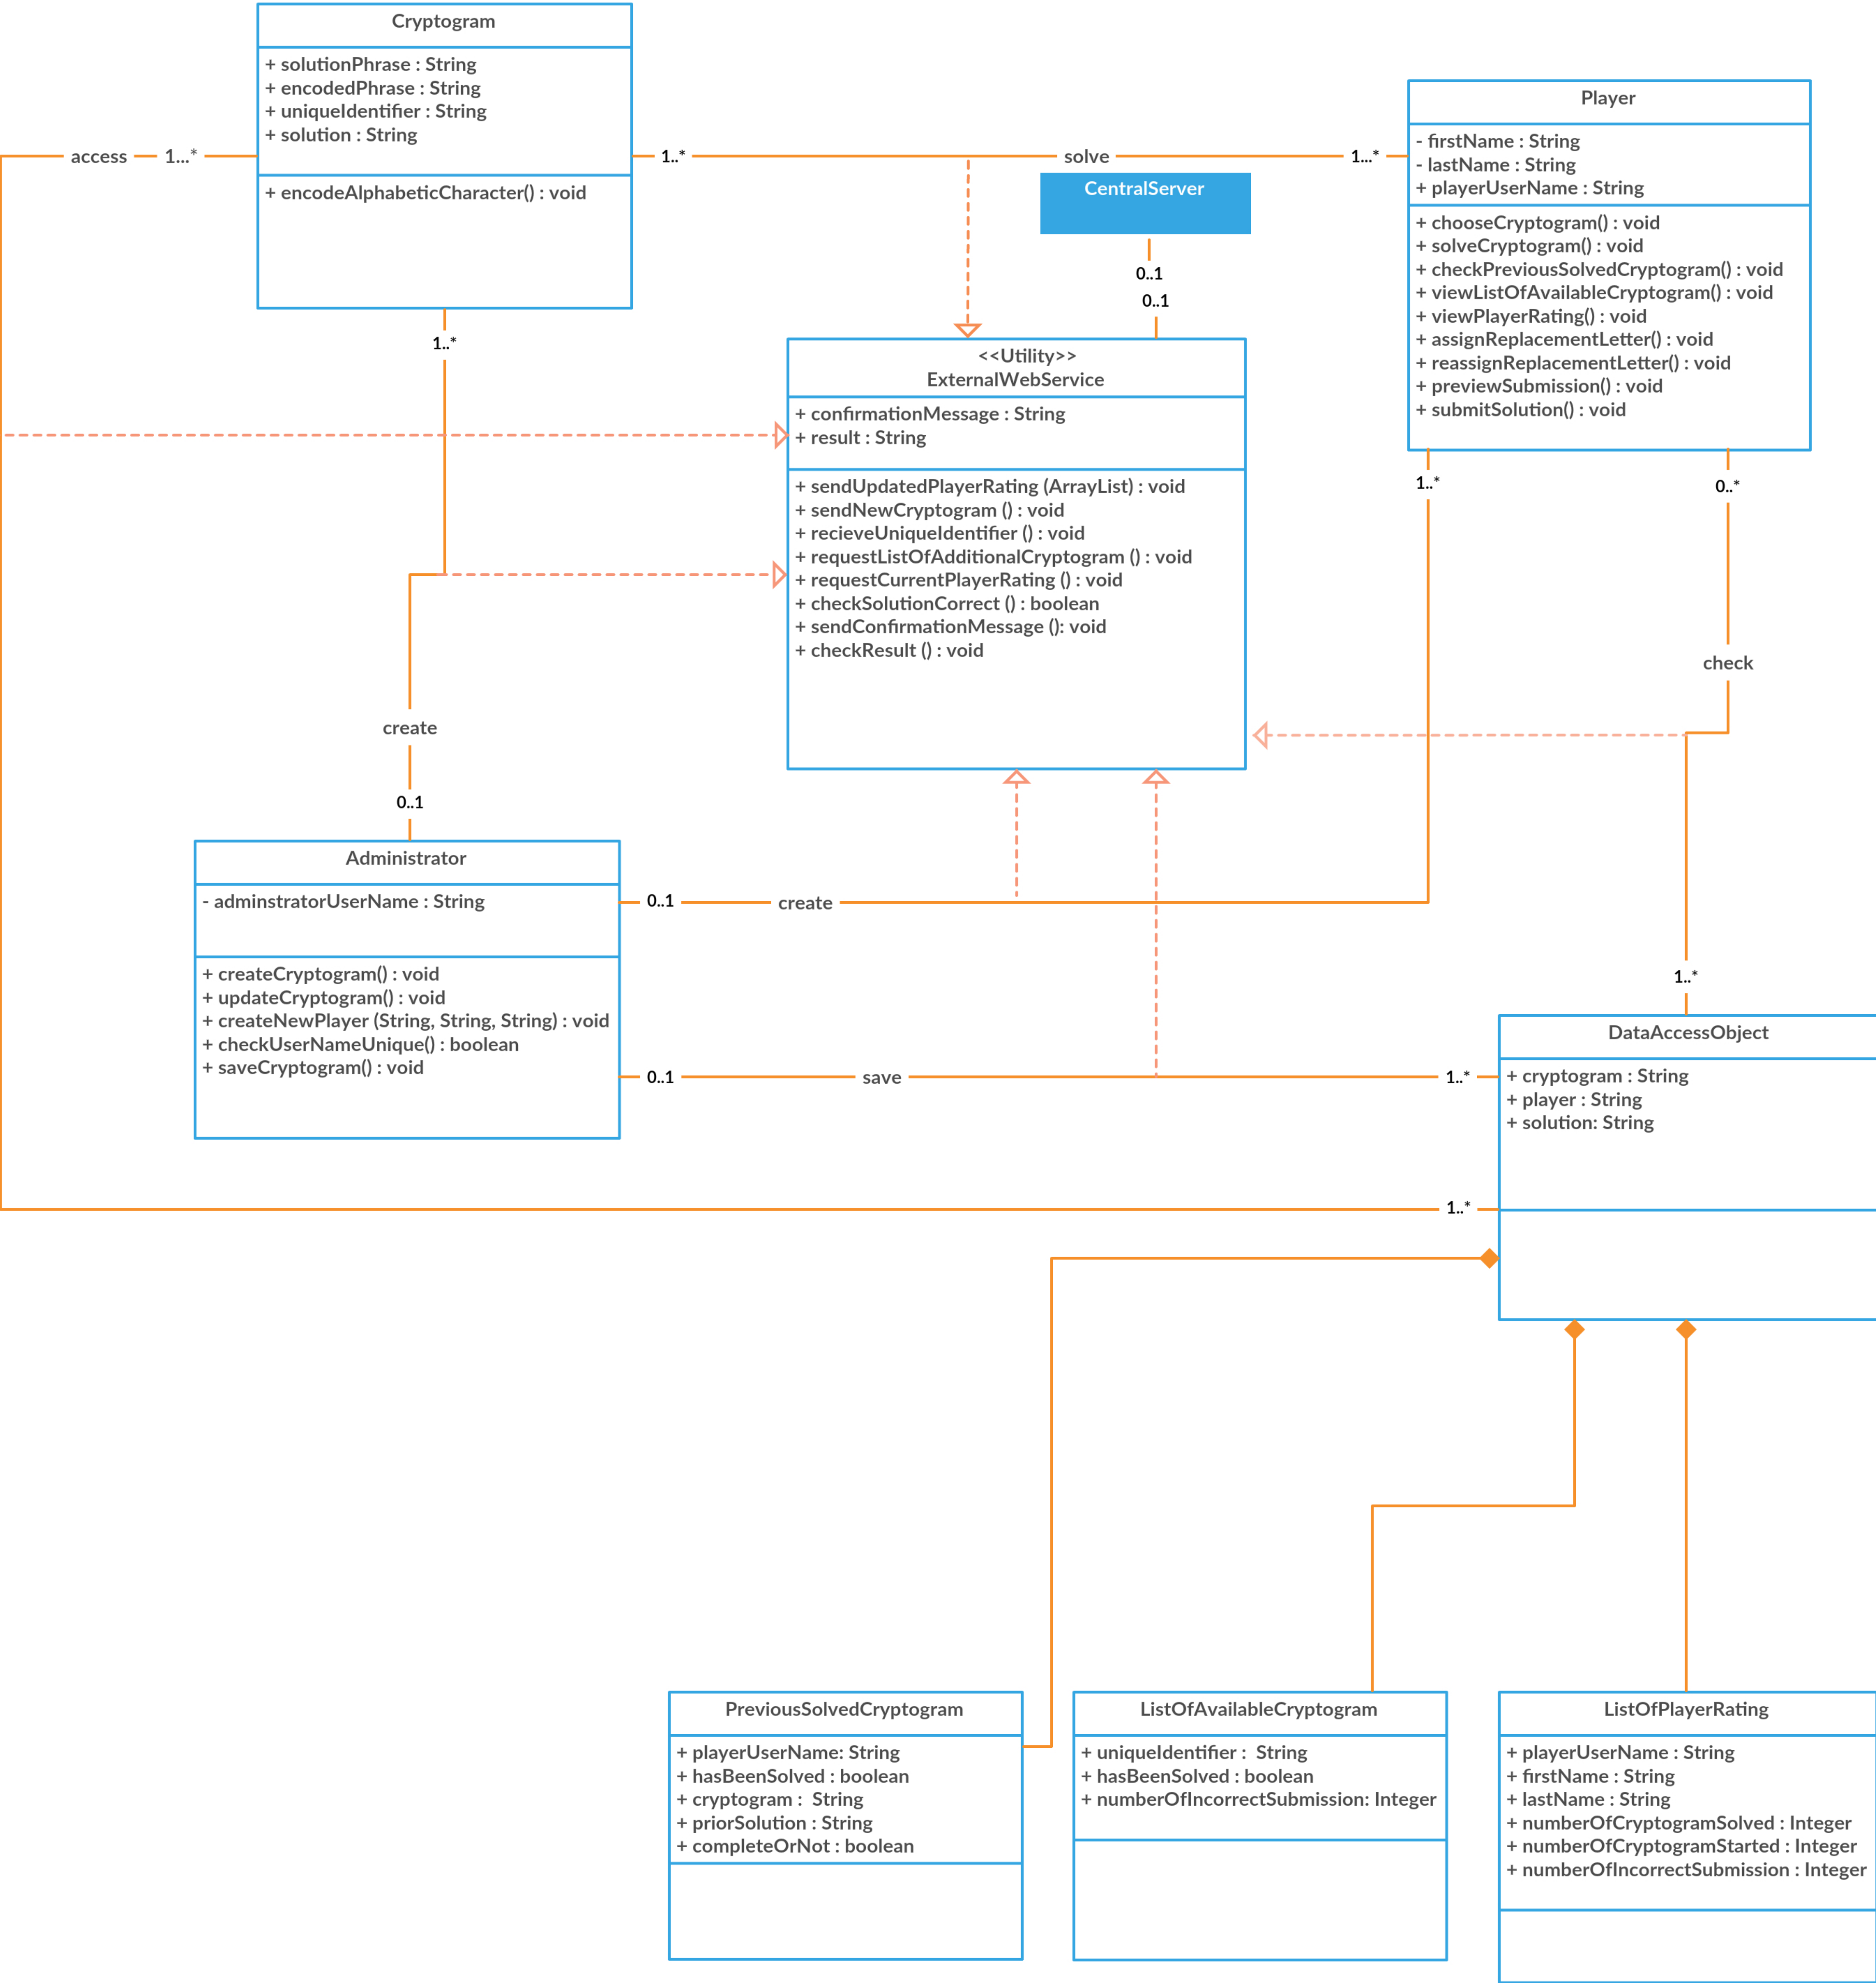 Cryptogram
+ solutionPhrase : String
+ encodedPhrase : String
+ uniqueIdentifier : String
+ solution : String
+ encodeAlphabeticCharacter() : void
access
1...*
1..*
solve
1...*
CentralServer
0..1
0..1
Player
- firstName : String
- lastName : String
+ playerUserName : String
+ chooseCryptogram() : void
+ solveCryptogram() : void
+ checkPreviousSolvedCryptogram() : void
+ viewListOfAvailableCryptogram() : void
+ viewPlayerRating() : void
+ assignReplacementLetter() : void
+ reassignReplacementLetter() : void
+ previewSubmission() : void
+ submitSolution() : void
1..*
<<Utility>>
ExternalWebService
+ confirmationMessage : String
+ result : String
+ sendUpdatedPlayerRating (ArrayList) : void
+ sendNewCryptogram () : void
+ recieveUniqueIdentifier () : void
+ requestListOfAdditionalCryptogram () : void
+ requestCurrentPlayerRating () : void
+ checkSolutionCorrect () : boolean
+ sendConfirmationMessage (): void
+ checkResult () : void
1..*
0..*
check
create
0..1
Administrator
- adminstratorUserName : String
+ createCryptogram() : void
+ updateCryptogram() : void
+ createNewPlayer (String, String, String) : void
+ checkUserNameUnique() : boolean
+ saveCryptogram() : void
0..1
create
0..1
save
1..*
1..*
1..*
DataAccessObject
+ cryptogram : String
+ player : String
+ solution: String
PreviousSolvedCryptogram
+ playerUserName: String
+ hasBeenSolved : boolean
+ cryptogram :  String
+ priorSolution : String
+ completeOrNot : boolean
ListOfAvailableCryptogram
+ uniqueIdentifier :  String
+ hasBeenSolved : boolean
+ numberOfIncorrectSubmission: Integer
ListOfPlayerRating
+ playerUserName : String
+ firstName : String
+ lastName : String
+ numberOfCryptogramSolved : Integer
+ numberOfCryptogramStarted : Integer
+ numberOfIncorrectSubmission : Integer